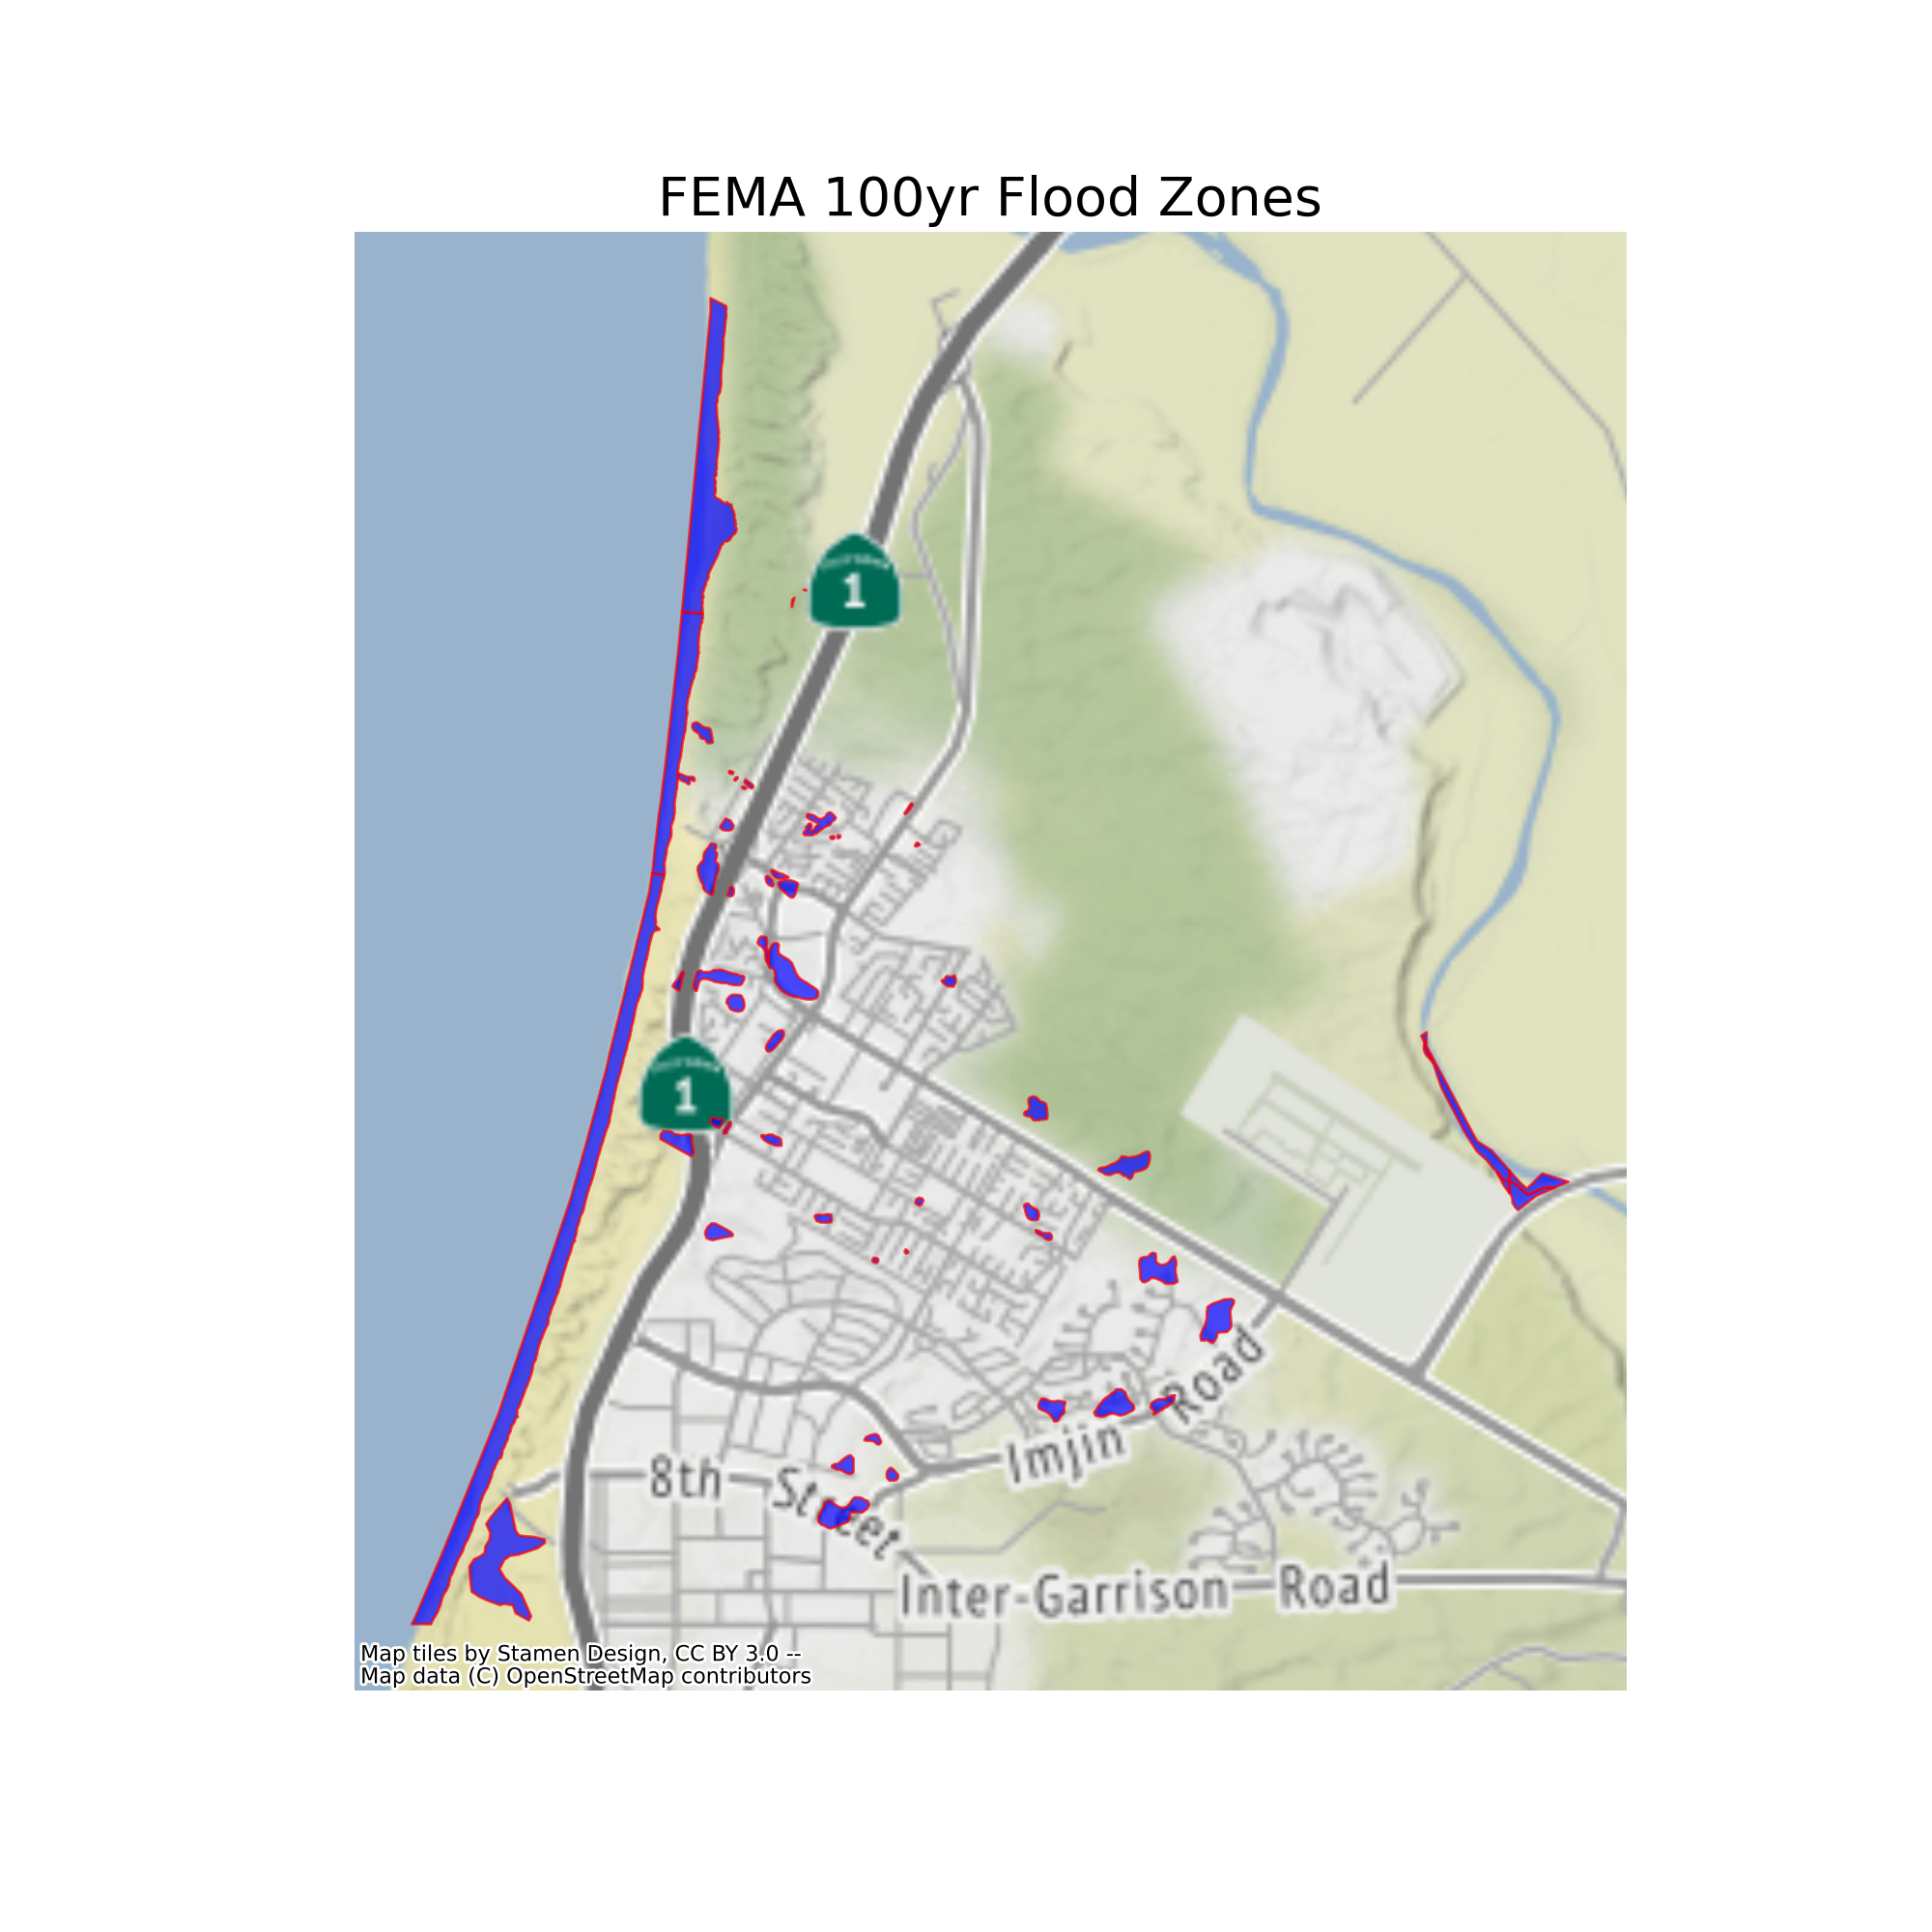 FEMA 100yr Flood Zones
1
1
Imjin Road
8th Street
Inter-Garrison Road
Map tiles by Stamen Design, CC BY 3.0 --
Map data (C) OpenStreetMap contributors